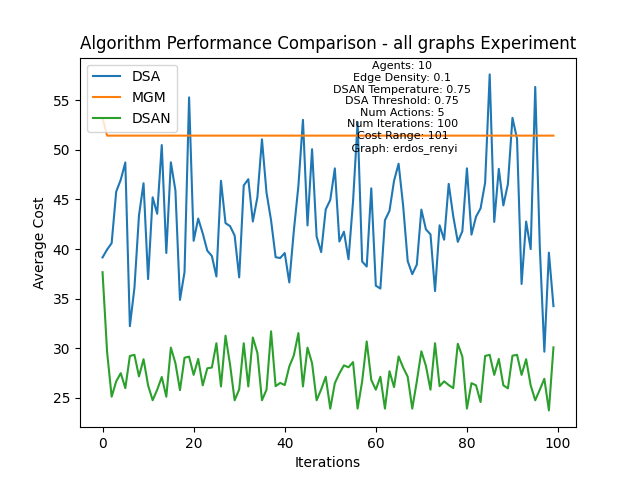 Algorithm Performance Comparison - all graphs Experiment
DSA
MGM
DSAN
Agents: 10
Edge Density: 0.1
DSAN Temperature: 0.75
DSA Threshold: 0.75
Num Actions: 5
Num Iterations: 100
Cost Range: 101
Graph: erdos_renyi
Average Cost
55
50
45
40
35
30
25
0
20
40
60
80
100
Iterations